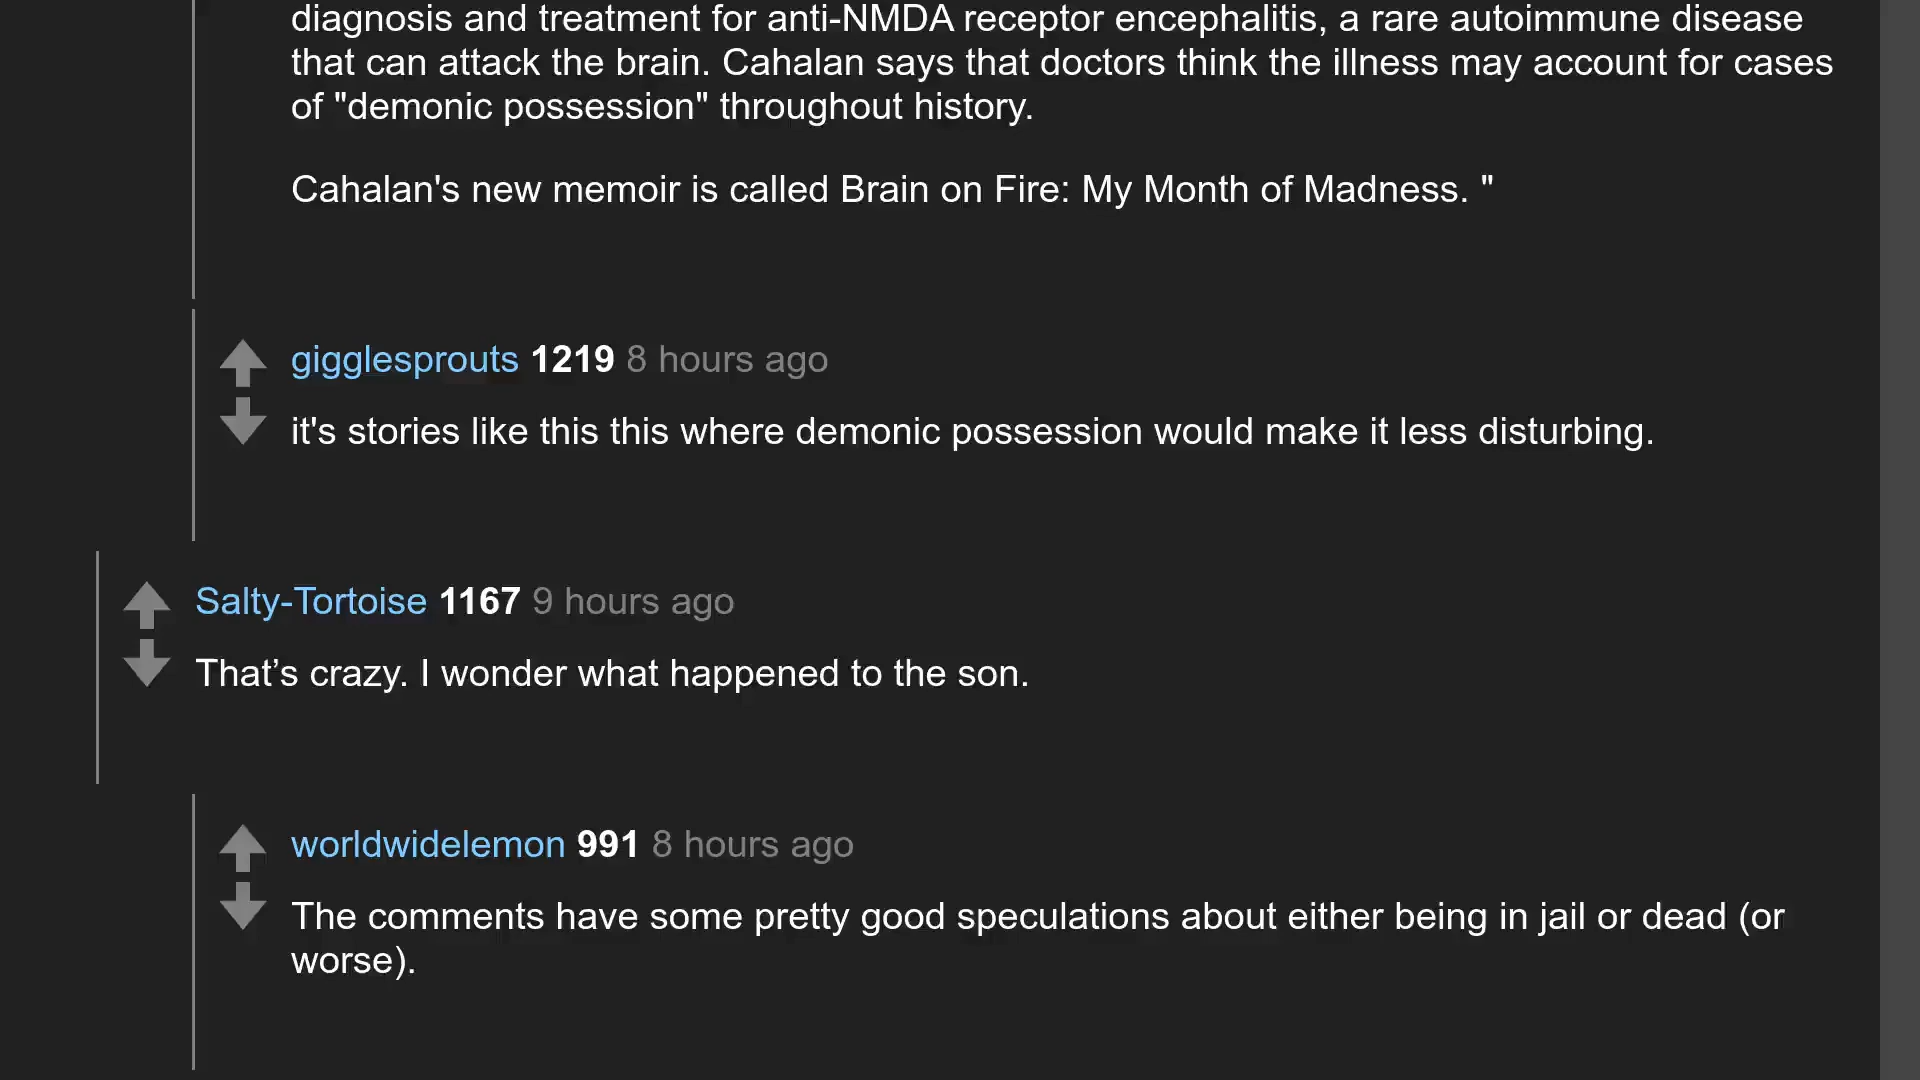 diagnosis and treatment for anti-NMDA receptor encephalitis, a rare autoimmune disease
that can attack the brain. Cahalan says that doctors think the illness may account for cases
of "demonic possession" throughout history.
Cahalan's new memoir is called Brain on Fire: My Month of Madness. "
gigglesprouts 1219 8 hours ago
it's stories like this this where demonic possession would make it less disturbing.
Salty-Tortoise 1167 9 hours ago
That’s crazy. I wonder what happened to the son.
worldwidelemon 991 8 hours ago
The comments have some pretty good speculations about either being in jail or dead (or
worse).